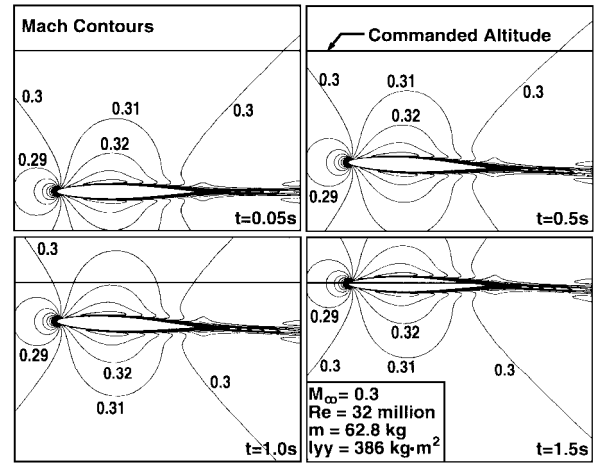 Mach Contours
0.3
0.31
0.3
0.32
0.29
t=0.05s
Commanded Altitude
0.3
0.31
0.3
0.32
0.29
t=0.5s
0.3
0.29
0.32
0.3
0.31
t=1.0s
0.29
0.32
0.3
0.31
0.3
M∞= 0.3
Re = 32 million
m = 62.8 kg
Iyy = 386 kg·m²
t=1.5s